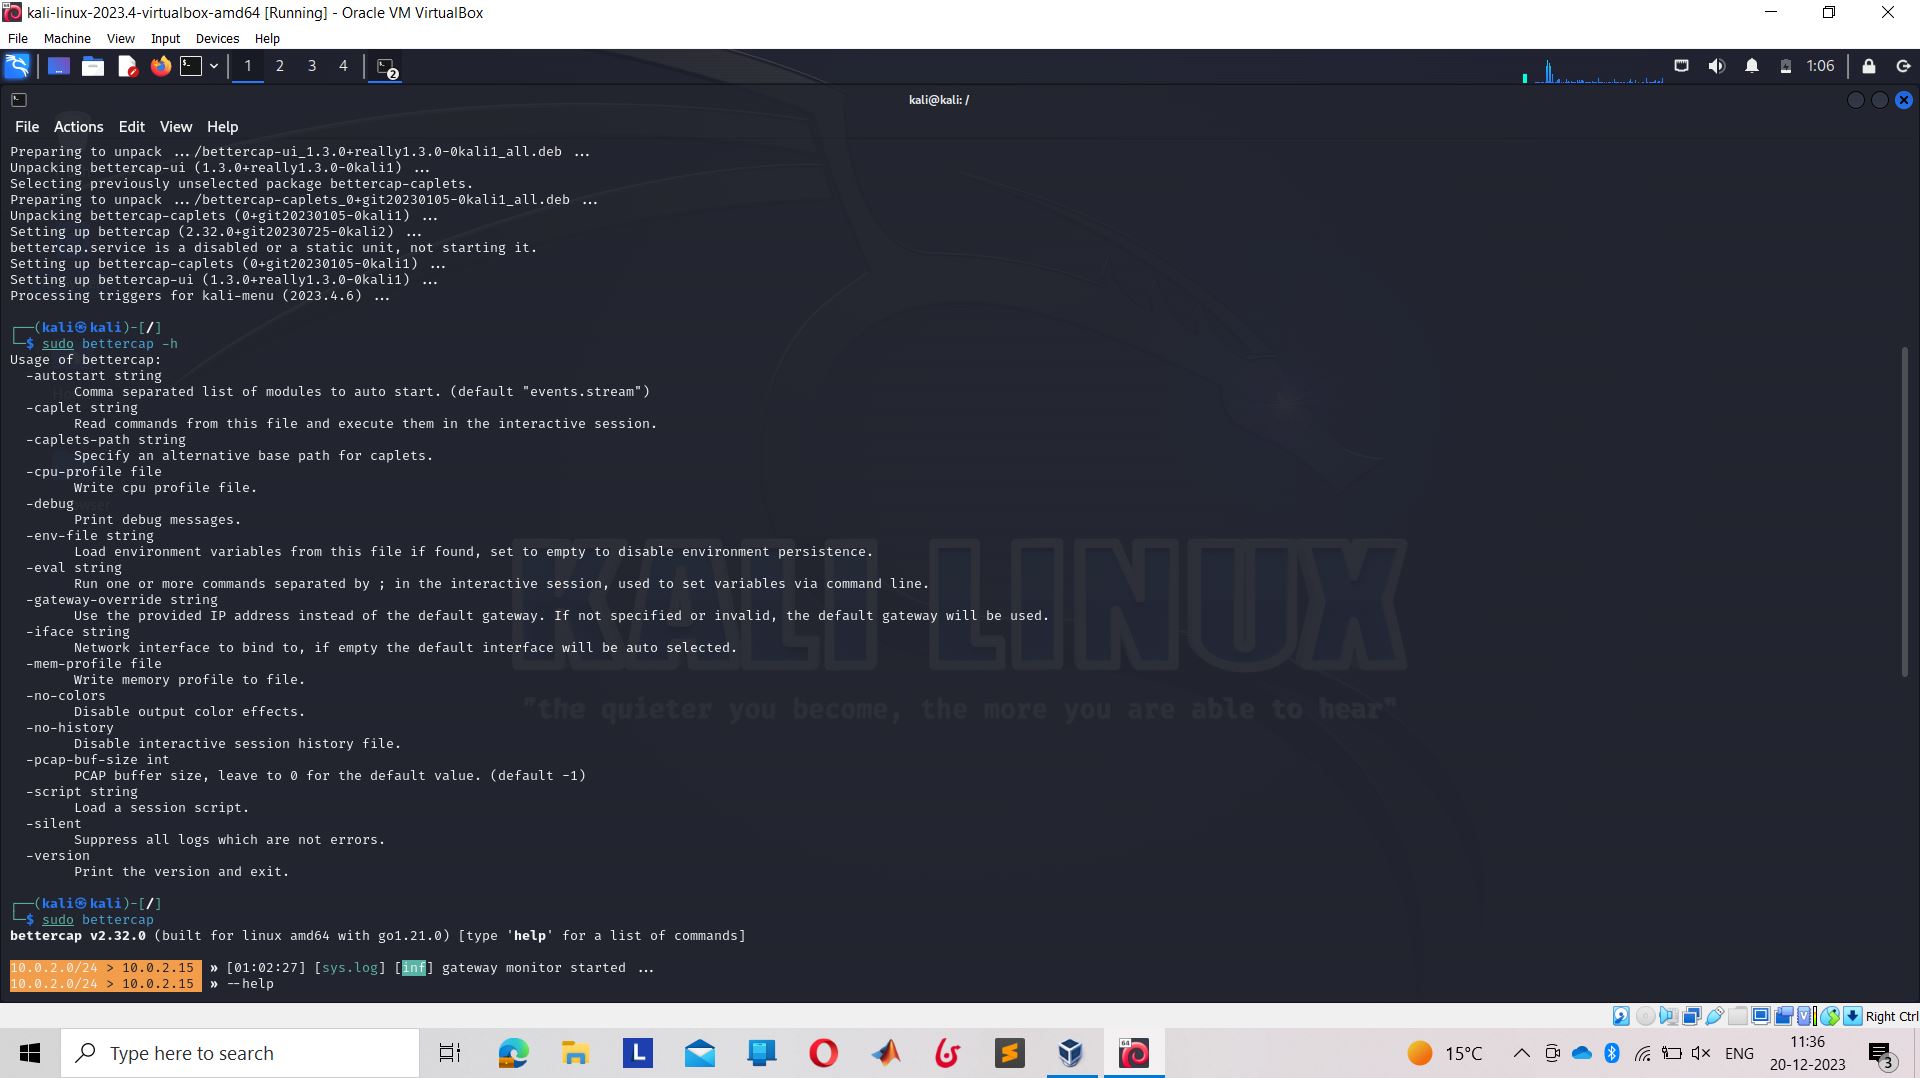 kali-linux-2023.4-virtualbox-amd64 [Running] - Oracle VM VirtualBox
File Machine View Input Devices Help
1 2 3 4 2 1:06
kali@kali: /
File Actions Edit View Help
Preparing to unpack .../bettercap-ui_1.3.0+really1.3.0-0kali1_all.deb ...
Unpacking bettercap-ui (1.3.0+really1.3.0-0kali1) ...
Selecting previously unselected package bettercap-caplets.
Preparing to unpack .../bettercap-caplets_0+git20230105-0kali1_all.deb ...
Unpacking bettercap-caplets (0+git20230105-0kali1) ...
Setting up bettercap (2.32.0+git20230725-0kali2) ...
bettercap.service is a disabled or a static unit, not starting it.
Setting up bettercap-caplets (0+git20230105-0kali1) ...
Setting up bettercap-ui (1.3.0+really1.3.0-0kali1) ...
Processing triggers for kali-menu (2023.4.6) ...
┌──(kali㉿kali)-[/]
└─$ sudo bettercap -h
Usage of bettercap:
-autostart string
Comma separated list of modules to auto start. (default "events.stream")
-caplet string
Read commands from this file and execute them in the interactive session.
-caplets-path string
Specify an alternative base path for caplets.
-cpu-profile file
Write cpu profile file.
-debug
Print debug messages.
-env-file string
Load environment variables from this file if found, set to empty to disable environment persistence.
-eval string
Run one or more commands separated by ; in the interactive session, used to set variables via command line.
-gateway-override string
Use the provided IP address instead of the default gateway. If not specified or invalid, the default gateway will be used.
-iface string
Network interface to bind to, if empty the default interface will be auto selected.
-mem-profile file
Write memory profile to file.
-no-colors
Disable output color effects.
-no-history
Disable interactive session history file.
-pcap-buf-size int
PCAP buffer size, leave to 0 for the default value. (default -1)
-script string
Load a session script.
-silent
Suppress all logs which are not errors.
-version
Print the version and exit.
KALI LINUX
"the quieter you become, the more you are able to hear"
┌──(kali㉿kali)-[/]
└─$ sudo bettercap
bettercap v2.32.0 (built for linux amd64 with go1.21.0) [type 'help' for a list of commands]
10.0.2.0/24 > 10.0.2.15 » [01:02:27] [sys.log] [inf] gateway monitor started ...
10.0.2.0/24 > 10.0.2.15 » --help
Right Ctrl
Type here to search
L
15°C
ENG
11:36
20-12-2023
3